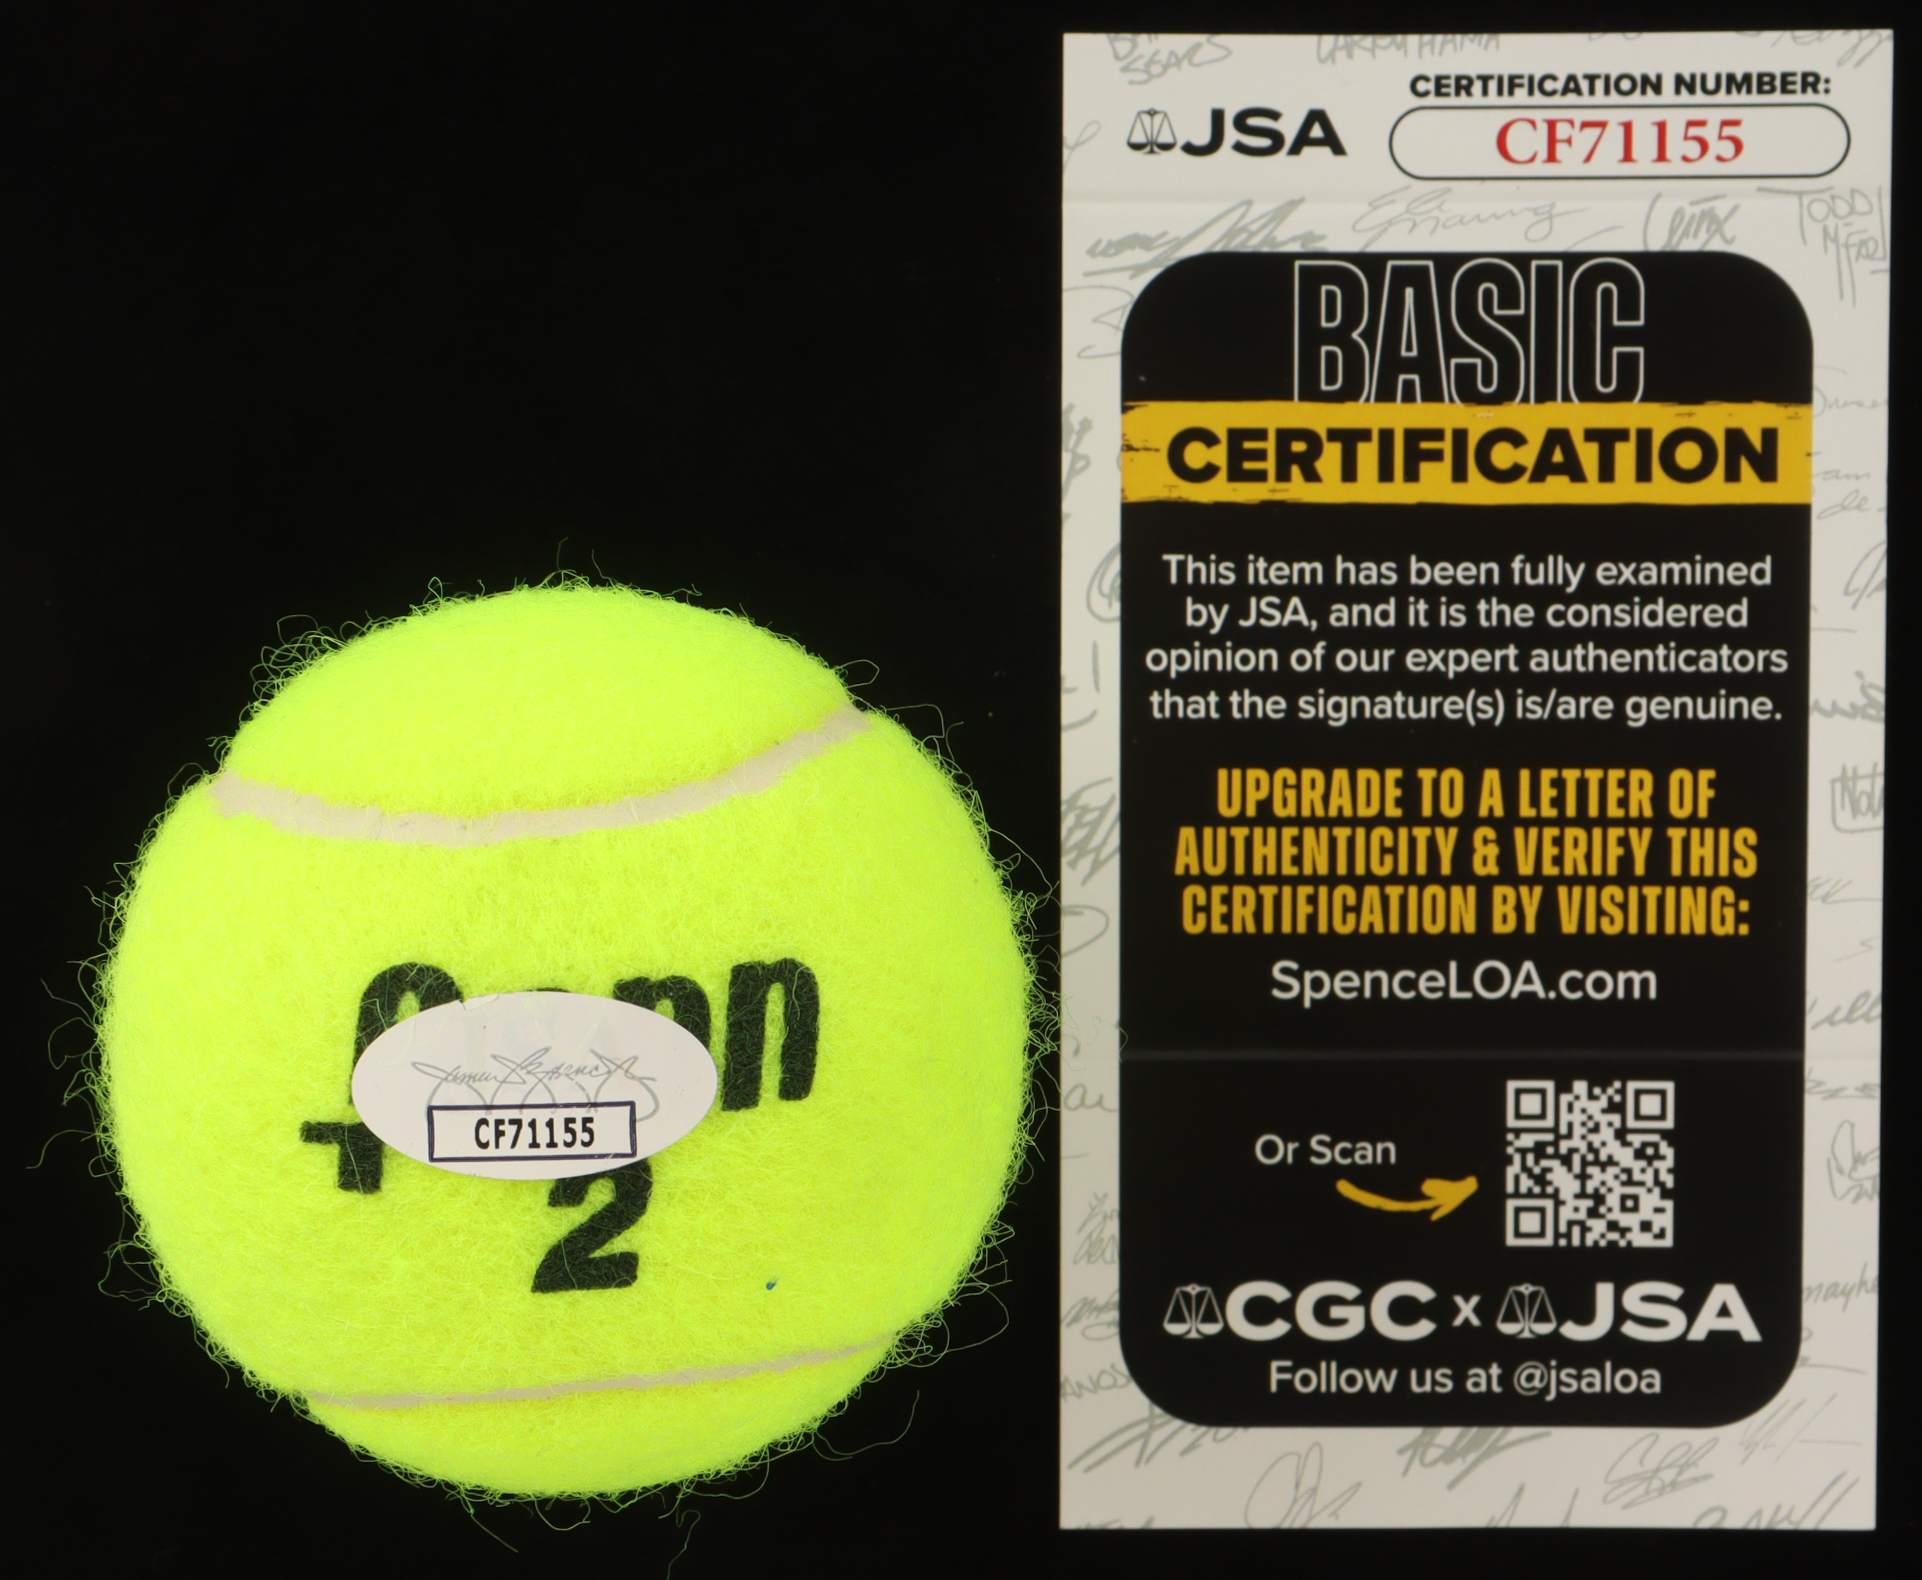 CERTIFICATION NUMBER:
JSA
CF71155
BASIC
CERTIFICATION
This item has been fully examined
by JSA, and it is the considered
opinion of our expert authenticators
that the signature(s) is/are genuine.
UPGRADE TO A LETTER OF
AUTHENTICITY & VERIFY THIS
CERTIFICATION BY VISITING:
SpenceLOA.com
Or Scan
CGC x JSA
Follow us at @jsaloa
CF71155
2